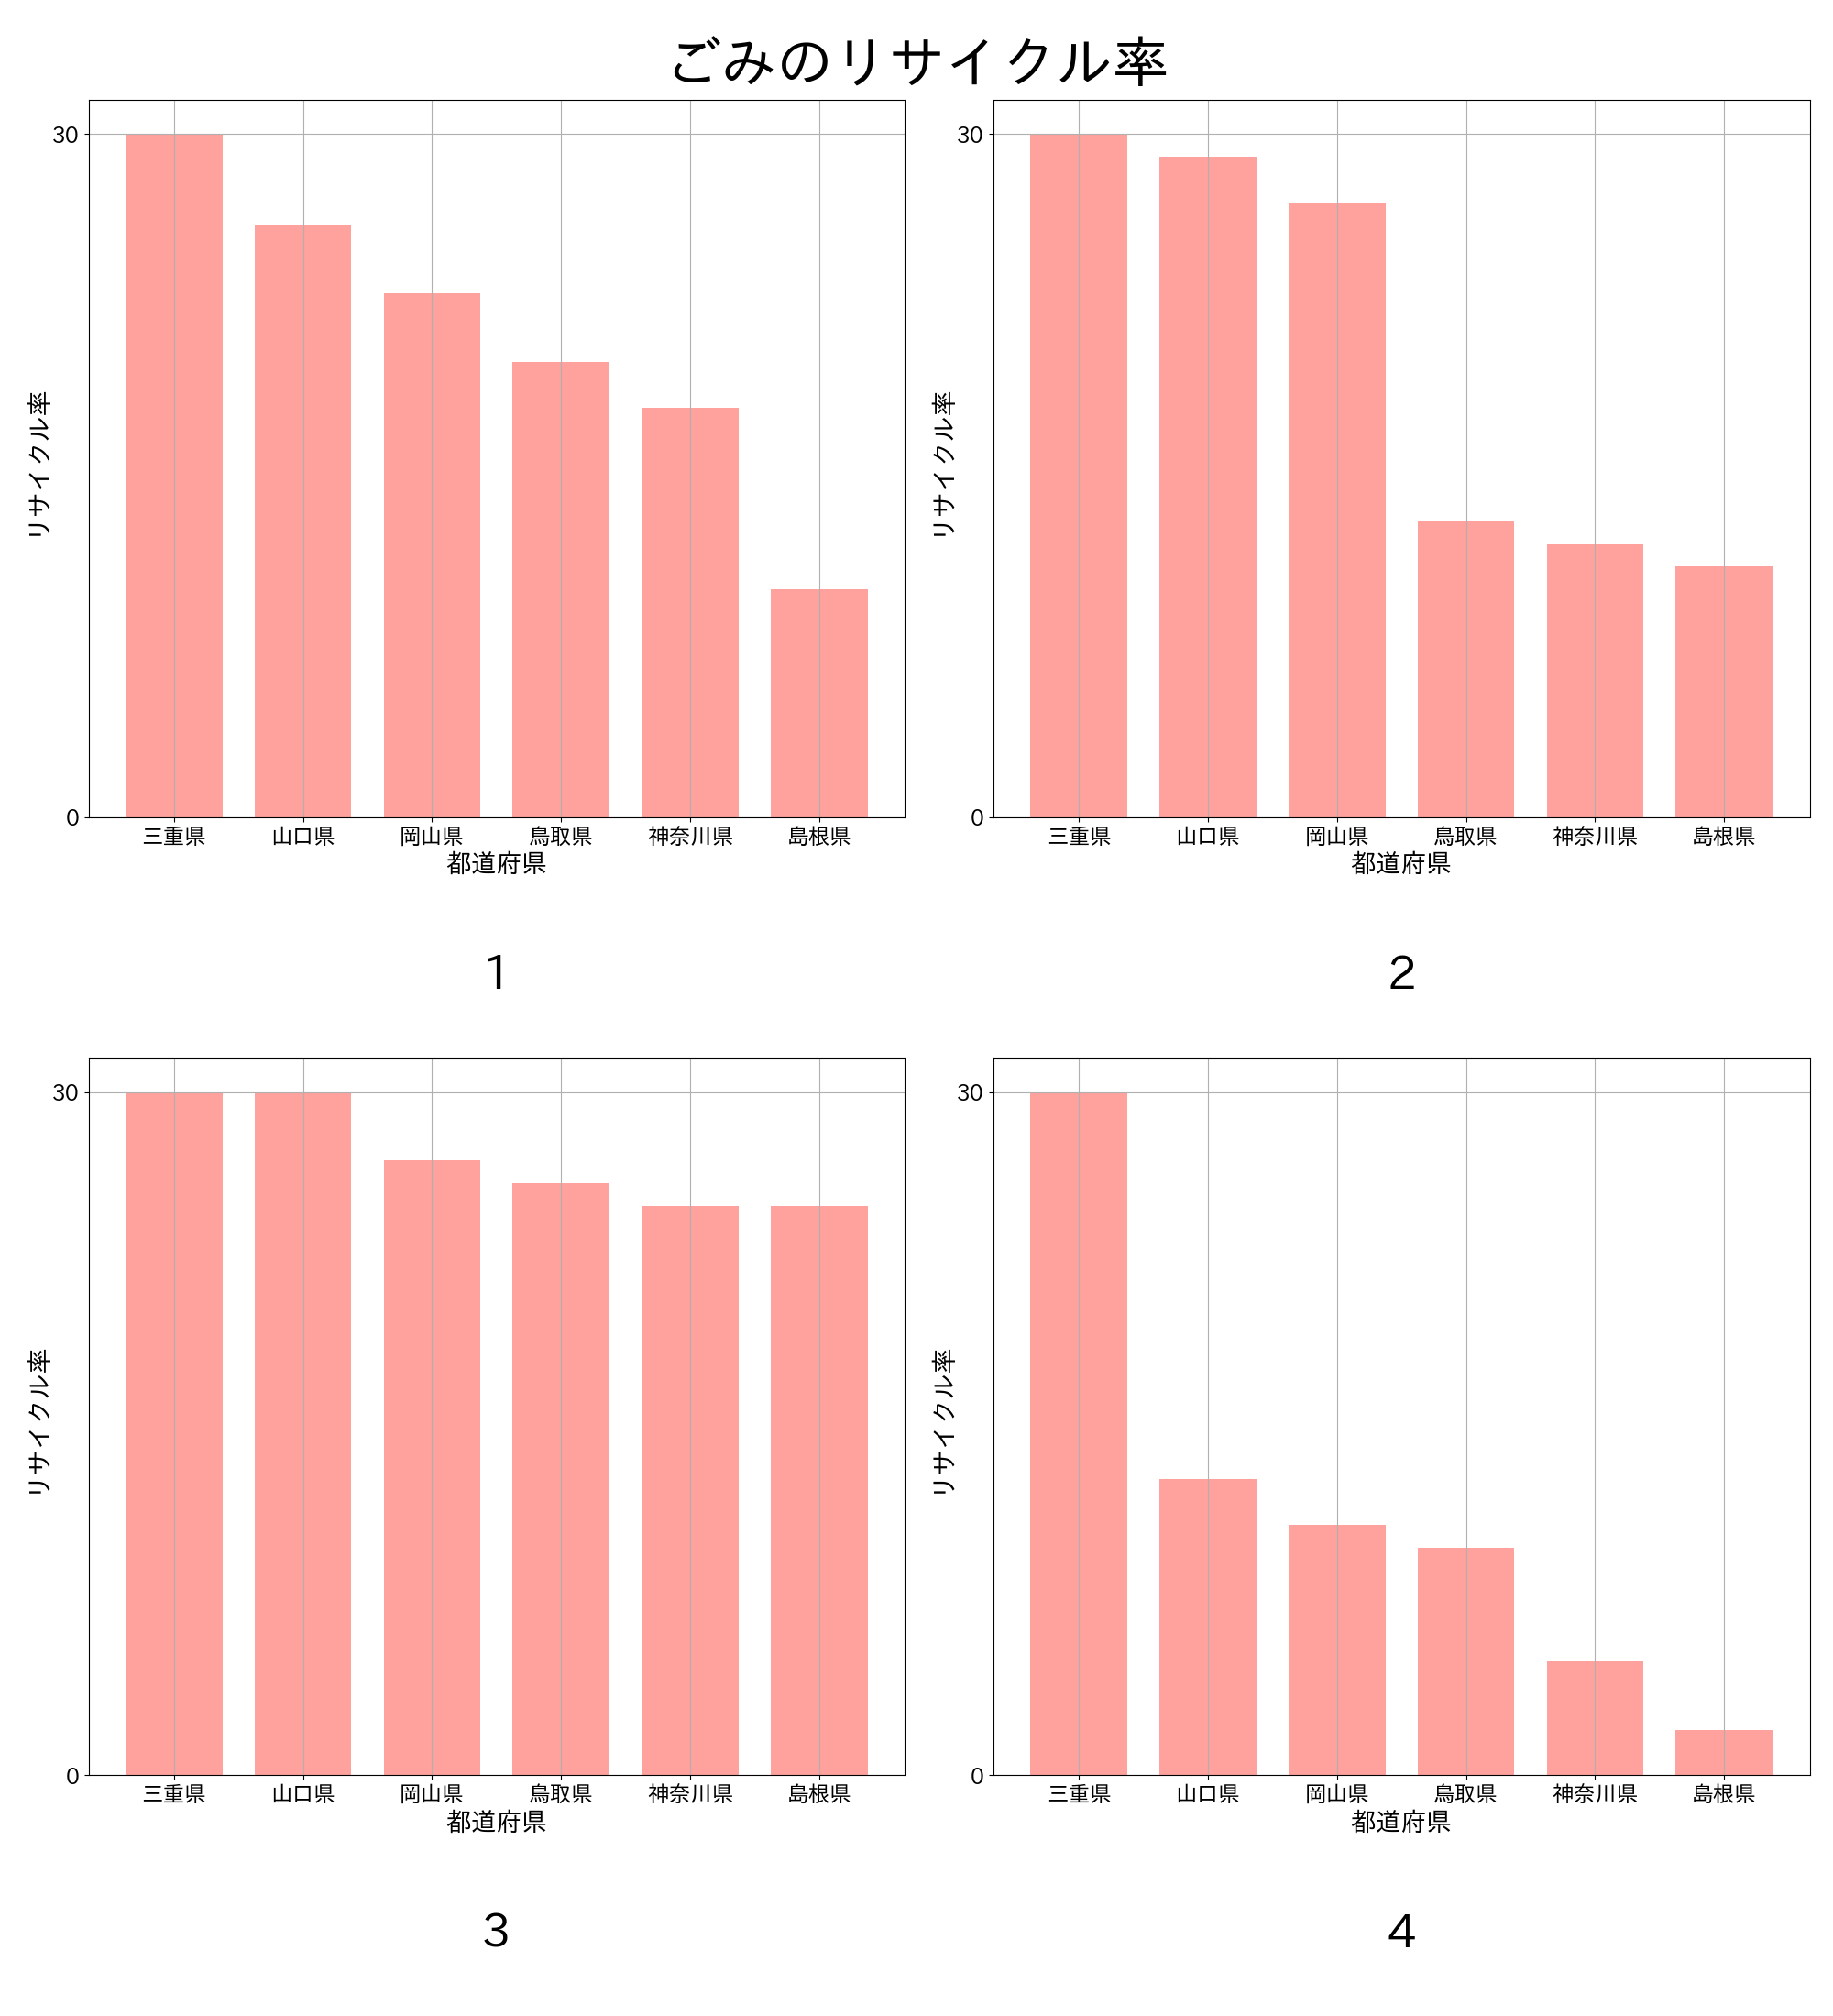 ごみのリサイクル率
30
0
リサイクル率
三重県 山口県 岡山県 鳥取県 神奈川県 島根県
都道府県
1
30
0
リサイクル率
三重県 山口県 岡山県 鳥取県 神奈川県 島根県
都道府県
2
30
0
リサイクル率
三重県 山口県 岡山県 鳥取県 神奈川県 島根県
都道府県
3
30
0
リサイクル率
三重県 山口県 岡山県 鳥取県 神奈川県 島根県
都道府県
4